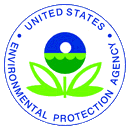 UNITED STATES
ENVIRONMENTAL PROTECTION AGENCY